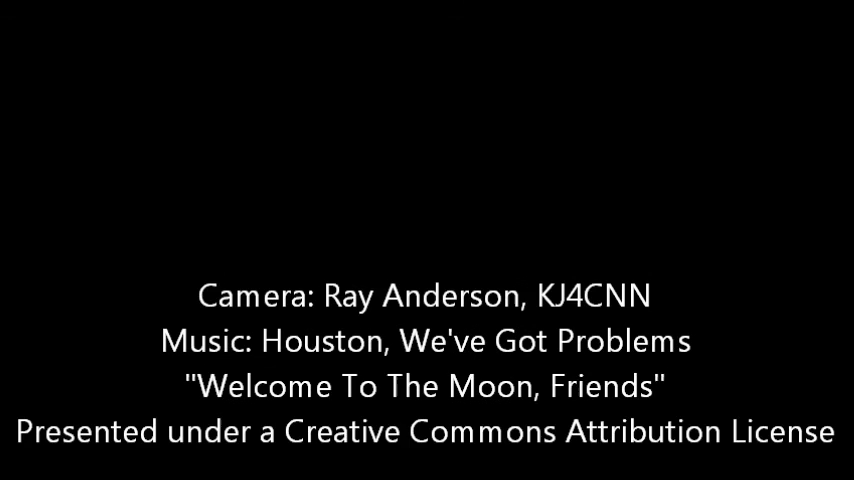 Camera: Ray Anderson, KJ4CNN
Music: Houston, We've Got Problems
"Welcome To The Moon, Friends"
Presented under a Creative Commons Attribution License